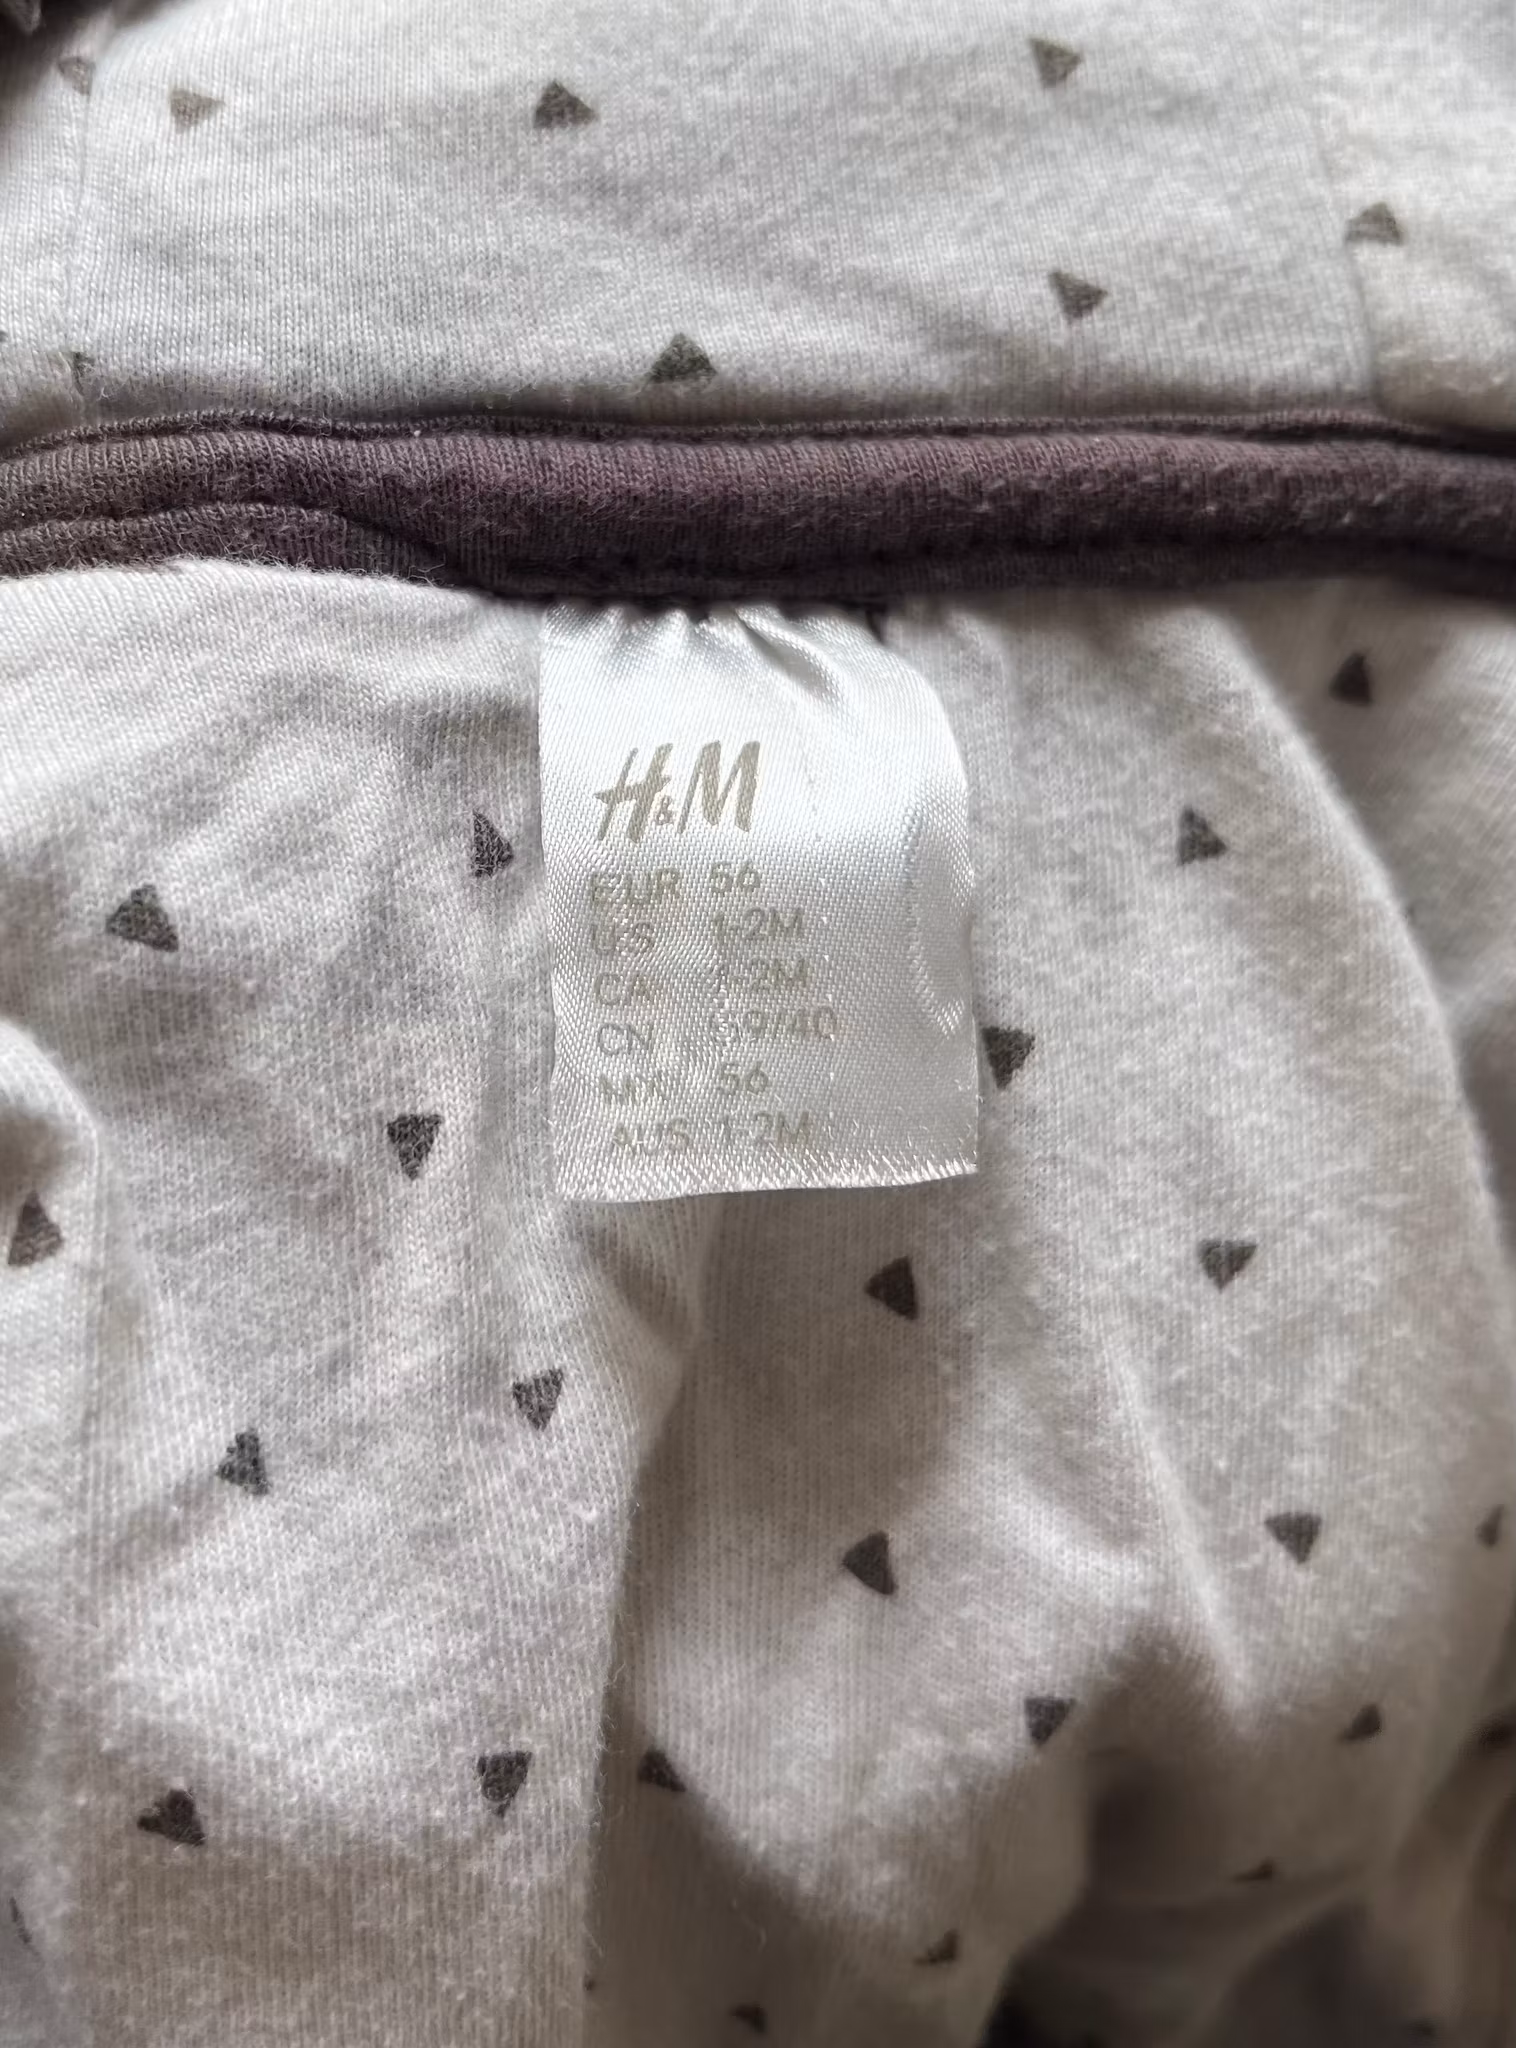 H&M
EUR 56
US 1-2M
CA 1-2M
CN 59/40
MX 56
AUS 1-2M